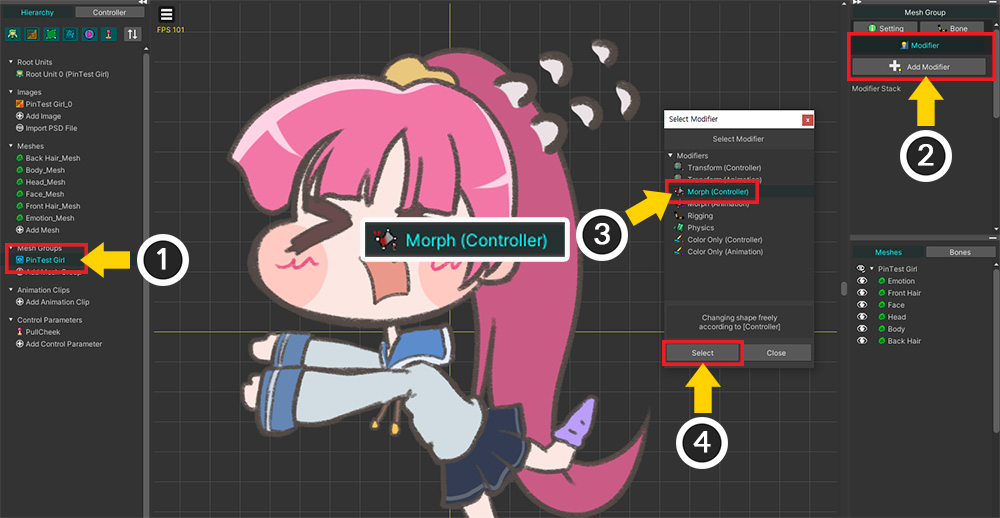 Hierarchy
Controller
Root Units
Root Unit 0 (PinTest Girl)
Images
PinTest Girl_0
Add Image
Import PSD File
Meshes
Back Hair_Mesh
Body_Mesh
Head_Mesh
Face_Mesh
Front Hair_Mesh
Emotion_Mesh
Add Mesh
Mesh Groups
PinTest Girl
Add Mesh Group
Animation Clips
Add Animation Clip
Control Parameters
PullCheek
Add Control Parameter
1
FPS 101
Morph (Controller)
3
Select Modifier
x
Select Modifier
Modifiers
Transform (Controller)
Transform (Animation)
Morph (Controller)
Morph (Animation)
Rigging
Physics
Color Only (Controller)
Color Only (Animation)
Changing shape freely
according to [Controller]
Select
Close
4
Mesh Group
Setting
Bone
Modifier
Add Modifier
Modifier Stack
2
Meshes
Bones
PinTest Girl
Emotion
Front Hair
Face
Head
Body
Back Hair